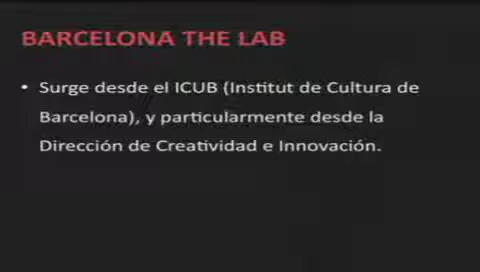 BARCELONA THE LAB
• Surge desde el ICUB (Institut de Cultura de
Barcelona), y particularmente desde la
Dirección de Creatividad e Innovación.